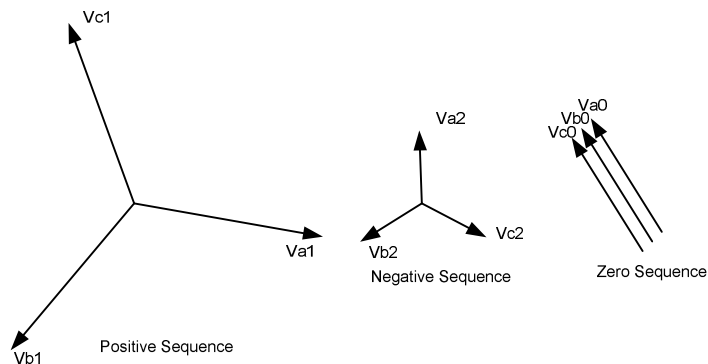 Vc1
Va1
Vb1
Positive Sequence
Va2
Vb2
Vc2
Negative Sequence
Va0
Vb0
Vc0
Zero Sequence